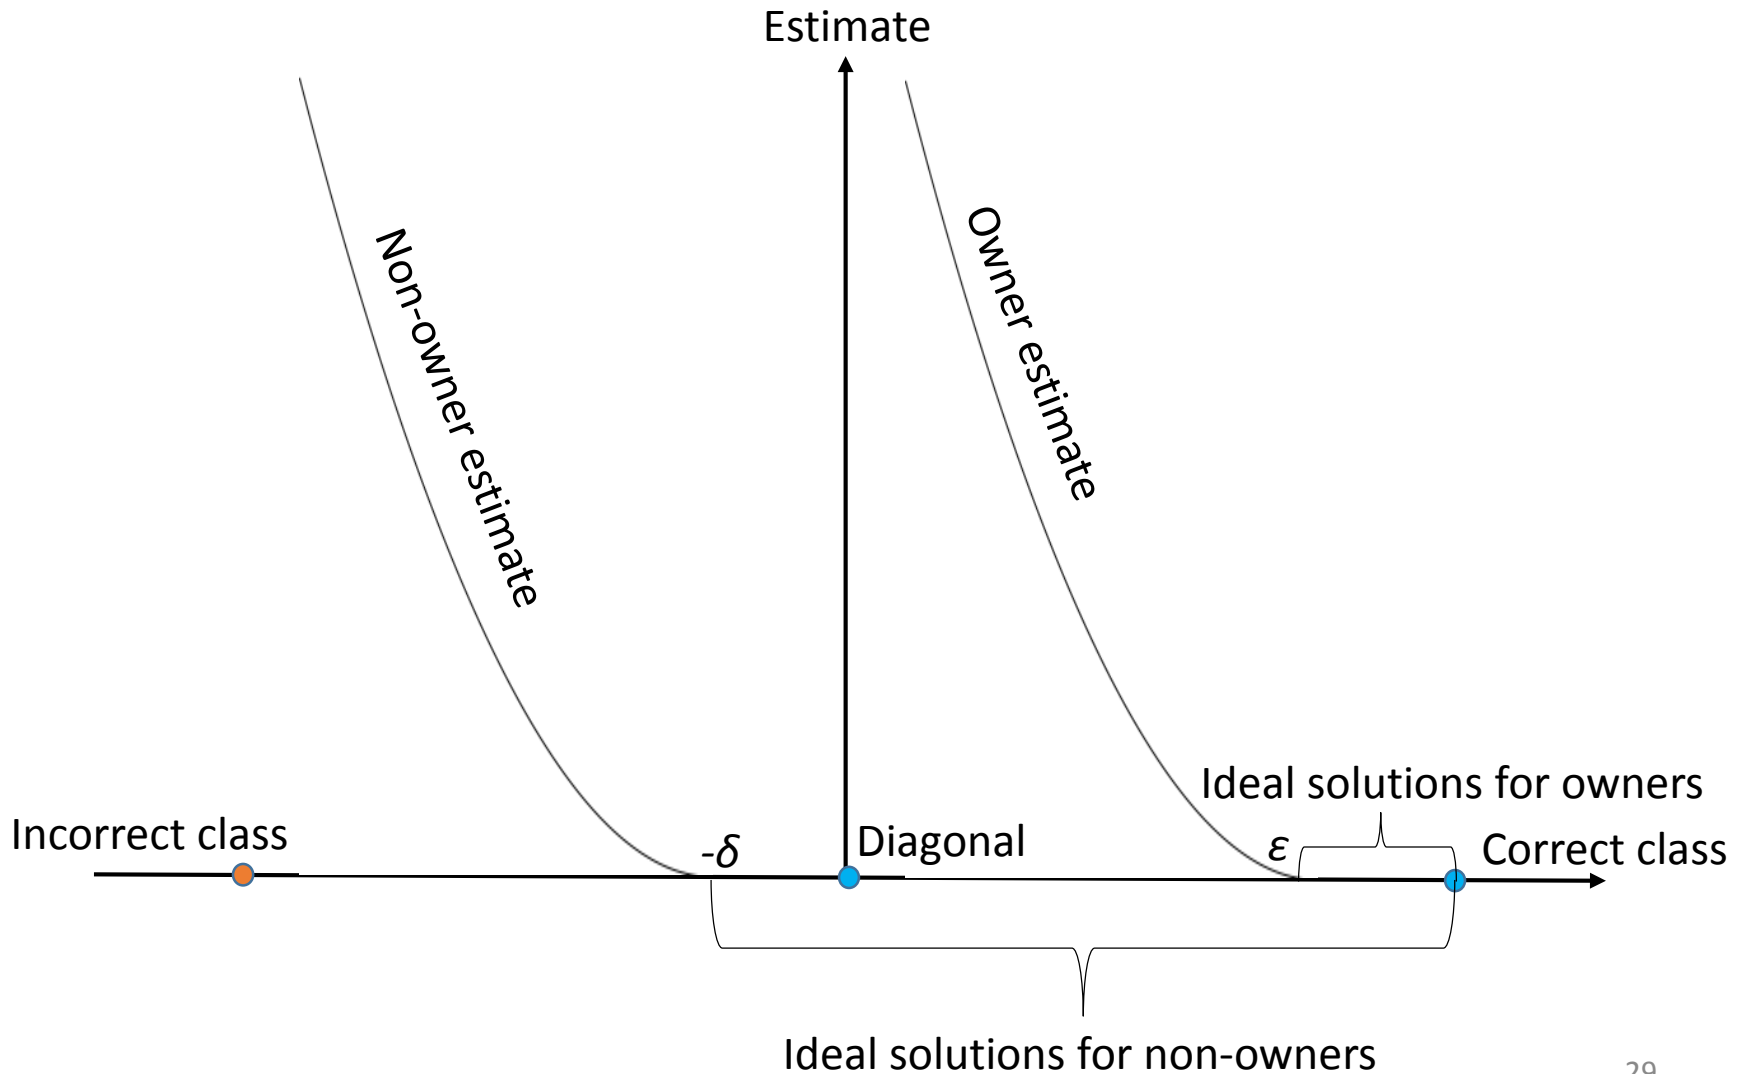 Estimate
Non-owner estimate
Owner estimate
Ideal solutions for owners
Incorrect class
-δ
Diagonal
ε
Correct class
Ideal solutions for non-owners
29